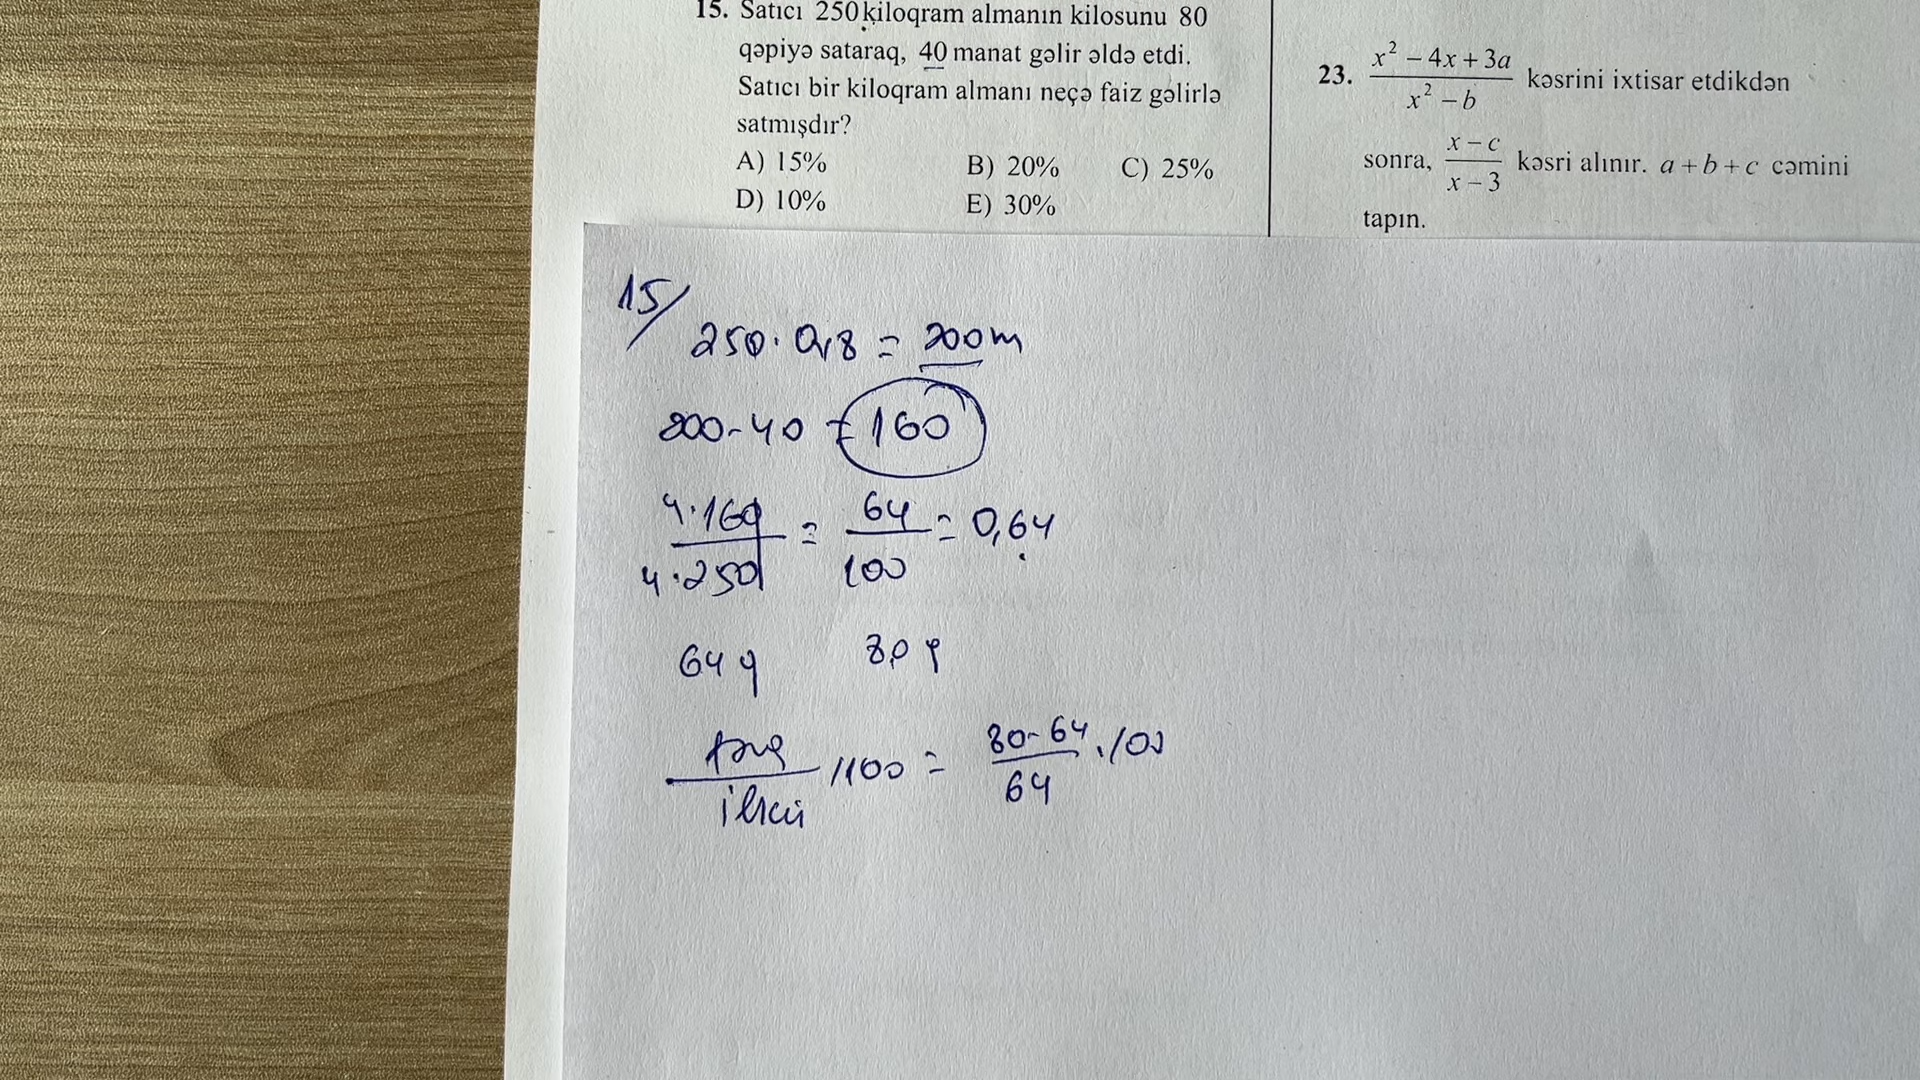 15. Satıcı 250 kiloqram almanın kilosunu 80
qəpiyə sataraq, 40 manat gəlir əldə etdi.
Satıcı bir kiloqram almanı neçə faiz gəlirlə
satmışdır?
A) 15% B) 20% C) 25%
D) 10% E) 30%
23. (x² - 4x + 3a)/(x² - b) kəsrini ixtisar etdikdən
sonra, (x - c)/(x - 3) kəsri alınır. a + b + c cəmini
tapın.
15/
250 · 0,8 = 200m
200 - 40 = 160
(4 · 160)/(4 · 250) = 64/100 = 0,64
64 q 80 q
fərq/ilkin · 100 = (80 - 64)/64 · 100